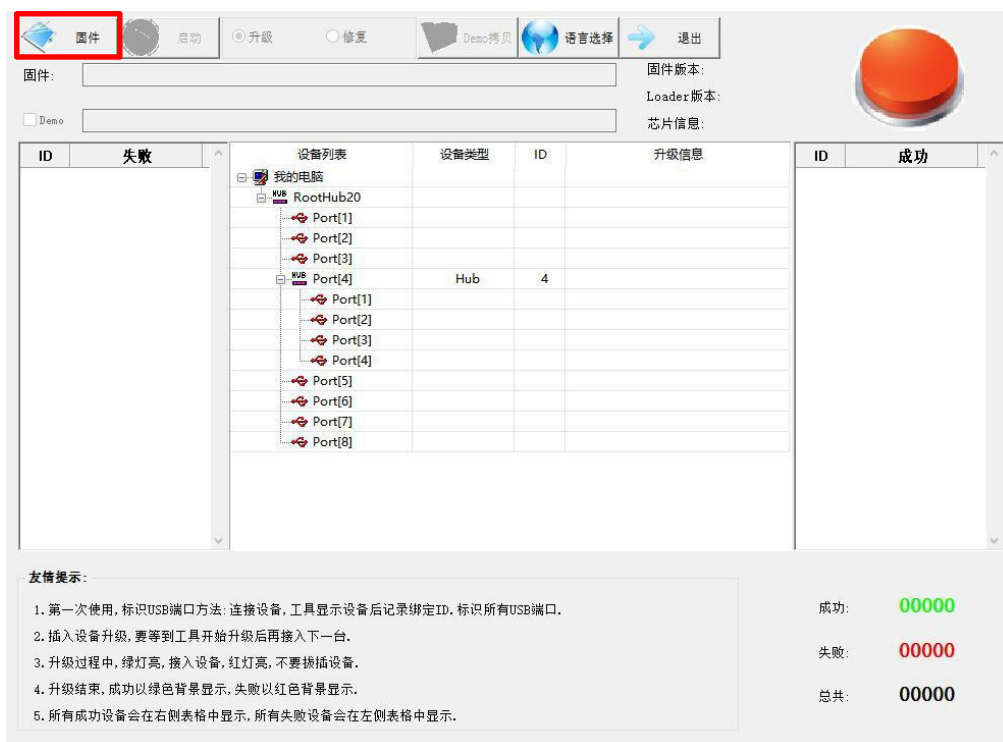 固件 启动 升级 修复 Demo拷贝 语言选择 退出
固件: 固件版本:
Loader版本:
Demo 芯片信息:
ID 失败 设备列表 设备类型 ID 升级信息 ID 成功
我的电脑
HUB RootHub20
Port[1]
Port[2]
Port[3]
HUB Port[4] Hub 4
Port[1]
Port[2]
Port[3]
Port[4]
Port[5]
Port[6]
Port[7]
Port[8]
友情提示:
1.第一次使用,标识USB端口方法:连接设备,工具显示设备后记录绑定ID.标识所有USB端口.
2.插入设备升级,要等到工具开始升级后再接入下一台.
3.升级过程中,绿灯亮,接入设备,红灯亮,不要拔插设备.
4.升级结束,成功以绿色背景显示,失败以红色背景显示.
5.所有成功设备会在右侧表格中显示,所有失败设备会在左侧表格中显示.
成功: 00000
失败: 00000
总共: 00000